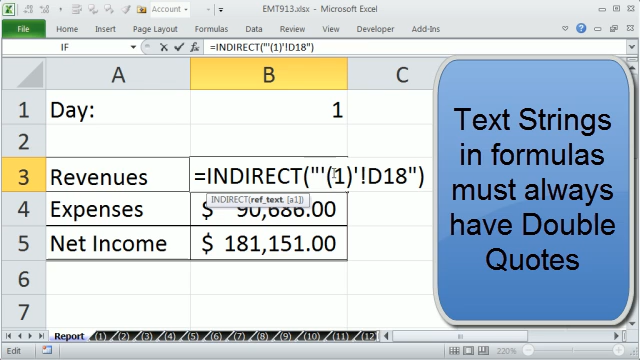 EMT913.xlsx - Microsoft Excel
Account
File Home Insert Page Layout Formulas Data Review View Developer Add-Ins
IF =INDIRECT("'(1)'!D18")
A B C
1 Day: 1
2
3 Revenues =INDIRECT("'(1)'!D18")
INDIRECT(ref_text, [a1])
4 Expenses $ 90,686.00
5 Net Income $ 181,151.00
6
7
Text Strings
in formulas
must always
have Double
Quotes
Report (1) (2) (3) (4) (5) (6) (7) (8) (9) (10) (11) (12)
Edit 220%